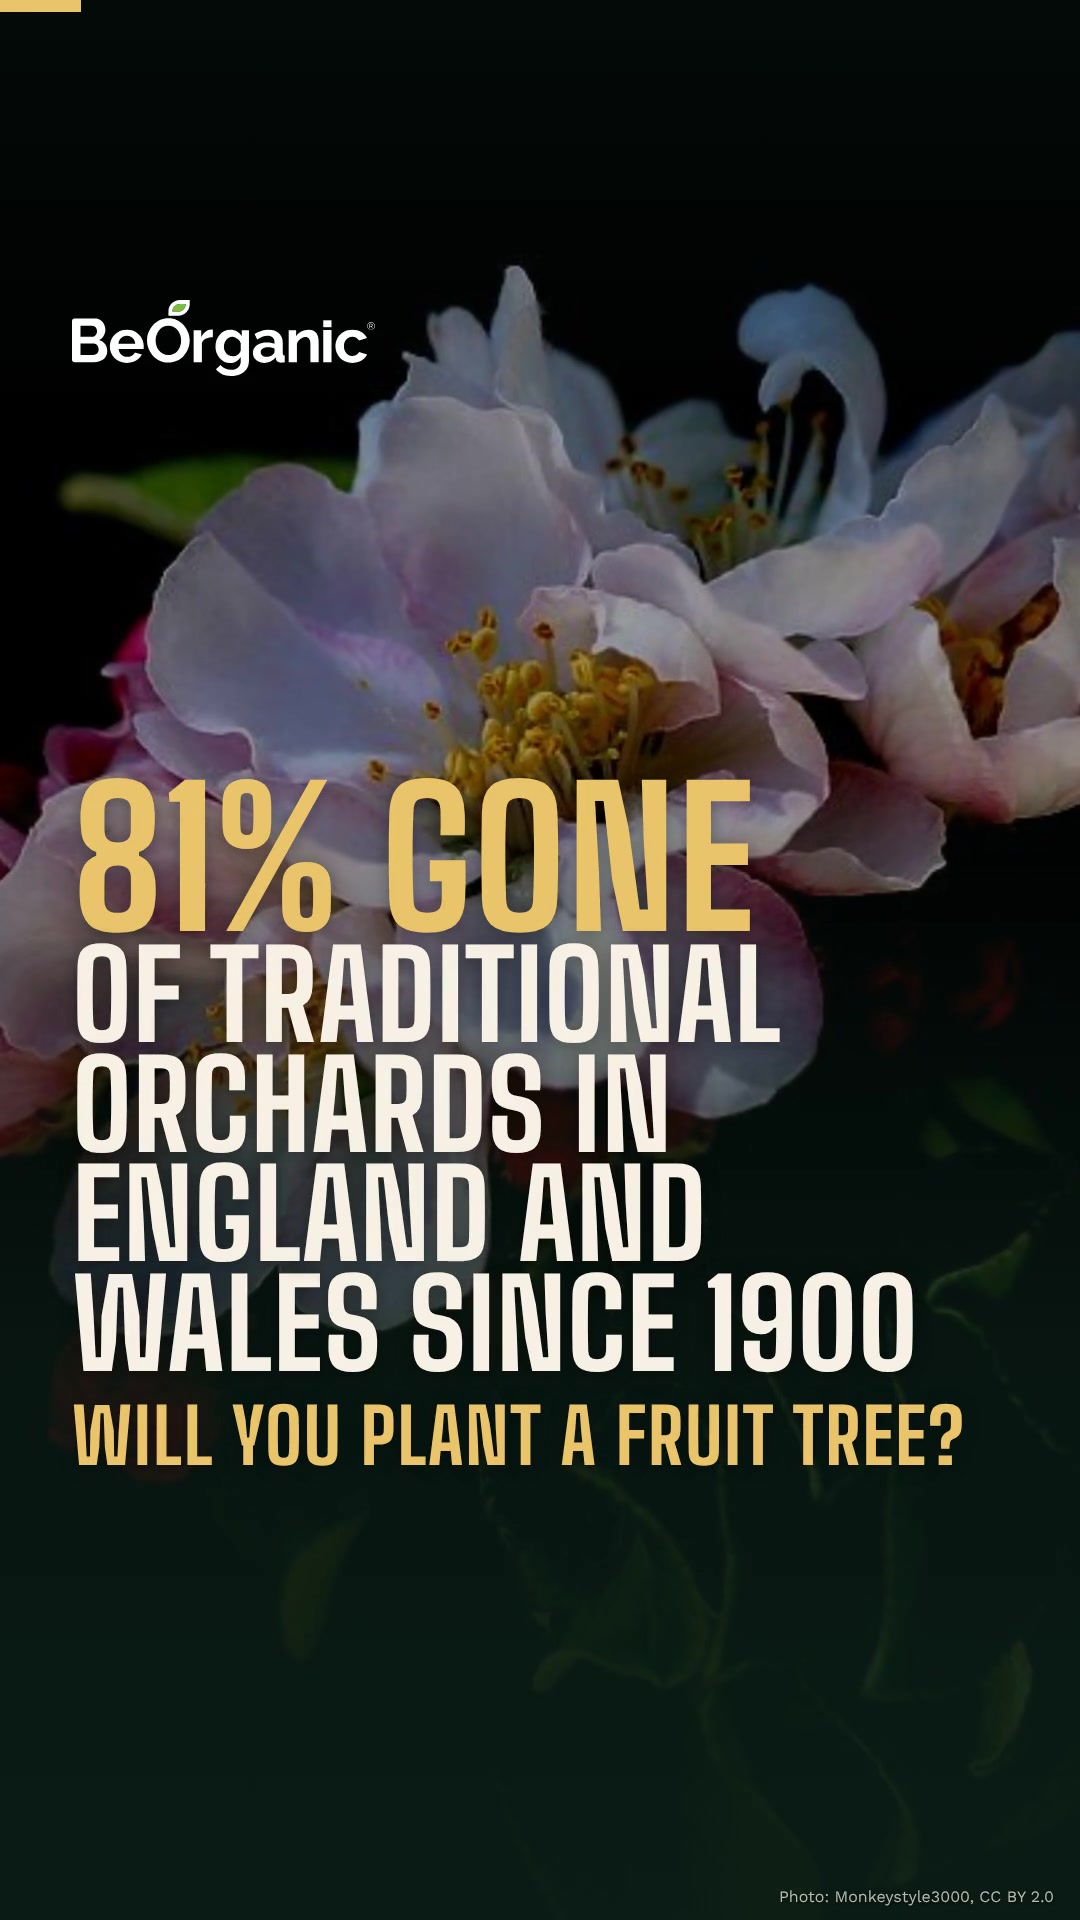 BeOrganic®
81% GONE
OF TRADITIONAL
ORCHARDS IN
ENGLAND AND
WALES SINCE 1900
WILL YOU PLANT A FRUIT TREE?
Photo: Monkeystyle3000, CC BY 2.0